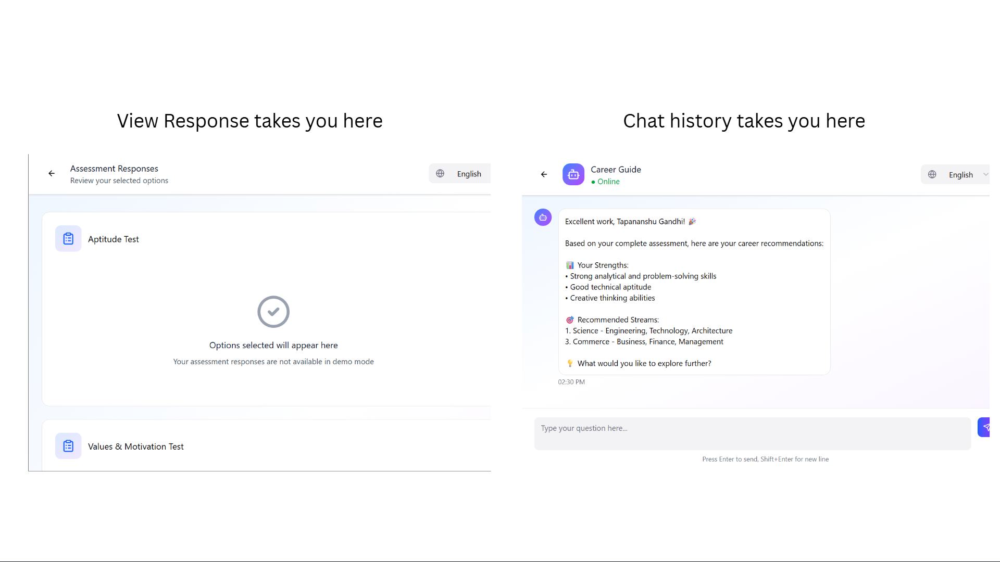 View Response takes you here
Assessment Responses
Review your selected options
English
Aptitude Test
Options selected will appear here
Your assessment responses are not available in demo mode
Values & Motivation Test
Chat history takes you here
Career Guide
● Online
English
Excellent work, Tapananshu Gandhi! 🎉
Based on your complete assessment, here are your career recommendations:
📊 Your Strengths:
• Strong analytical and problem-solving skills
• Good technical aptitude
• Creative thinking abilities
🎯 Recommended Streams:
1. Science - Engineering, Technology, Architecture
3. Commerce - Business, Finance, Management
💡 What would you like to explore further?
02:30 PM
Type your question here...
Press Enter to send, Shift+Enter for new line